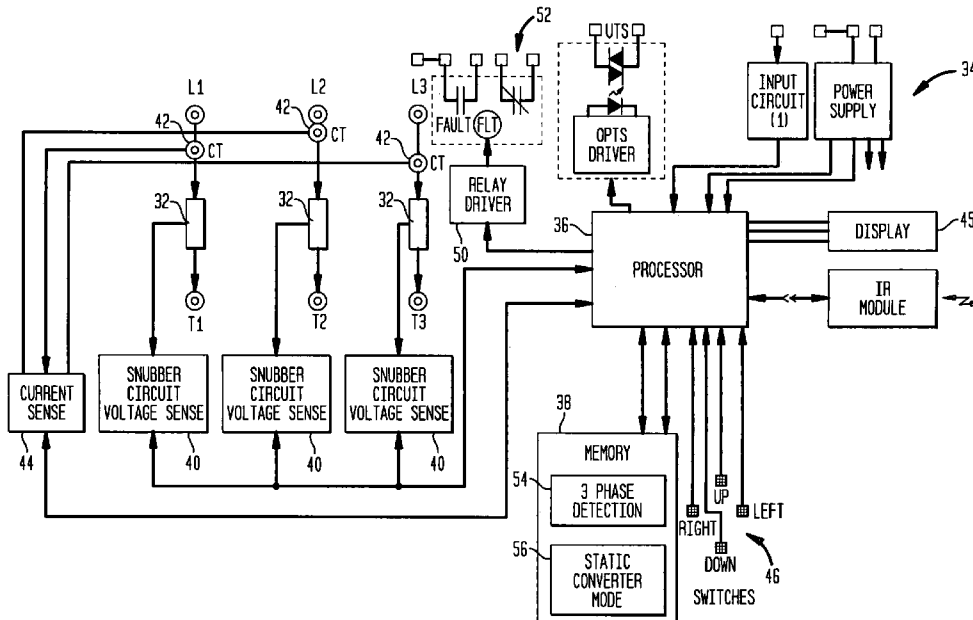 52
UTS
L1
L2
L3
34
INPUT
CIRCUIT
(1)
POWER
SUPPLY
FAULT
FLT
OPTS
DRIVER
42
CT
42
CT
42
CT
RELAY
DRIVER
50
32
32
32
36
PROCESSOR
DISPLAY
45
IR
MODULE
T1
T2
T3
CURRENT
SENSE
44
SNUBBER
CIRCUIT
VOLTAGE SENSE
40
SNUBBER
CIRCUIT
VOLTAGE SENSE
40
SNUBBER
CIRCUIT
VOLTAGE SENSE
40
38
MEMORY
54
3 PHASE
DETECTION
56
STATIC
CONVERTER
MODE
UP
RIGHT
LEFT
DOWN
46
SWITCHES